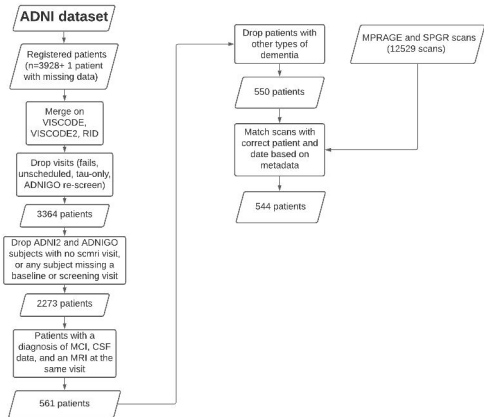 ADNI dataset
Registered patients
(n=3928+ 1 patient
with missing data)
Merge on
VISCODE,
VISCODE2, RID
Drop visits (fails,
unscheduled, tau-only,
ADNIGO re-screen)
3364 patients
Drop ADNI2 and ADNIGO
subjects with no scmri visit,
or any subject missing a
baseline or screening visit
2273 patients
Patients with a
diagnosis of MCI, CSF
data, and an MRI at the
same visit
561 patients
Drop patients with
other types of
dementia
550 patients
Match scans with
correct patient and
date based on
metadata
544 patients
MPRAGE and SPGR scans
(12529 scans)